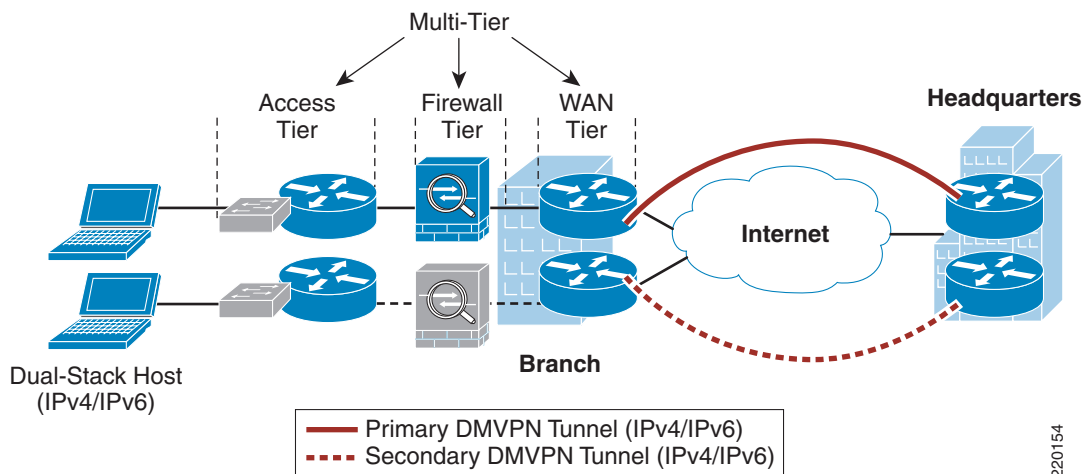 Multi-Tier
Access
Tier
Firewall
Tier
WAN
Tier
Headquarters
Internet
Branch
Dual-Stack Host
(IPv4/IPv6)
Primary DMVPN Tunnel (IPv4/IPv6)
Secondary DMVPN Tunnel (IPv4/IPv6)
220154